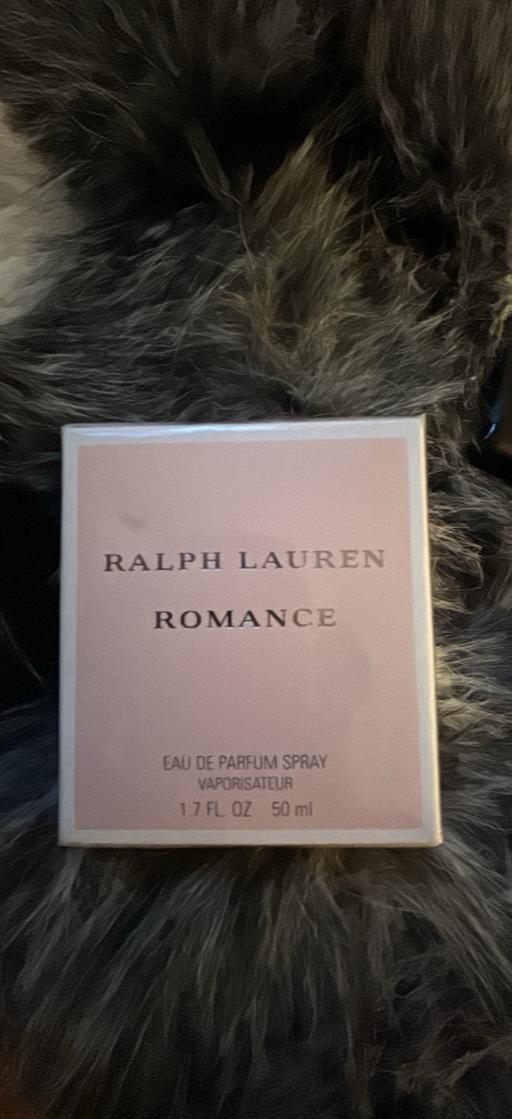 RALPH LAUREN
ROMANCE
EAU DE PARFUM SPRAY
VAPORISATEUR
1.7 FL. OZ 50 ml